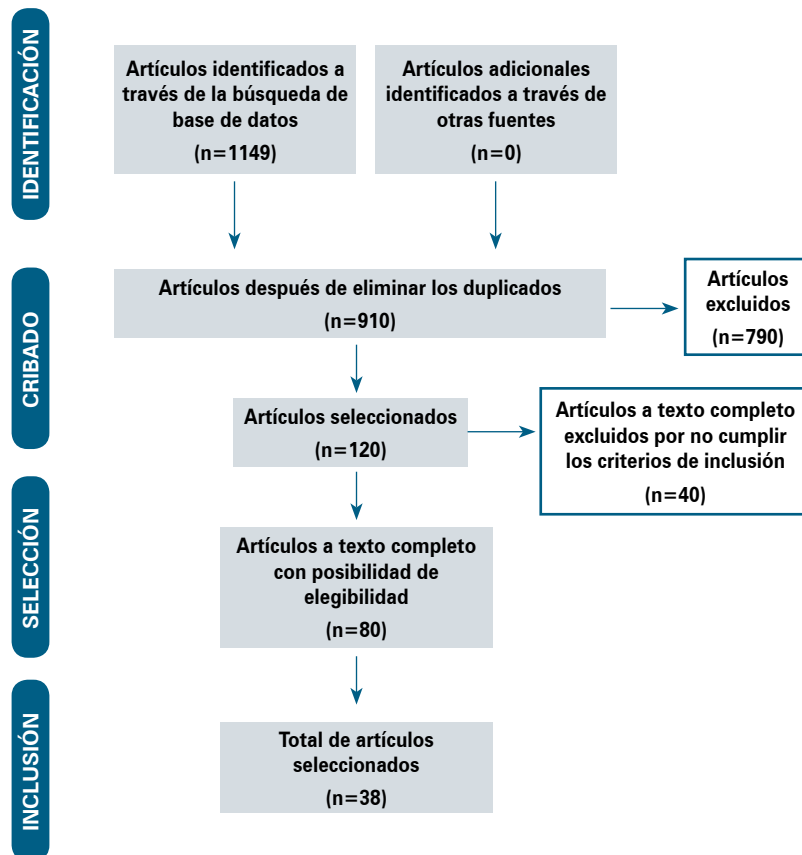 IDENTIFICACIÓN
Artículos identificados a
través de la búsqueda de
base de datos
(n=1149)
Artículos adicionales
identificados a través de
otras fuentes
(n=0)
CRIBADO
Artículos después de eliminar los duplicados
(n=910)
Artículos
excluidos
(n=790)
Artículos seleccionados
(n=120)
Artículos a texto completo
excluidos por no cumplir
los criterios de inclusión
(n=40)
SELECCIÓN
Artículos a texto completo
con posibilidad de
elegibilidad
(n=80)
INCLUSIÓN
Total de artículos
seleccionados
(n=38)